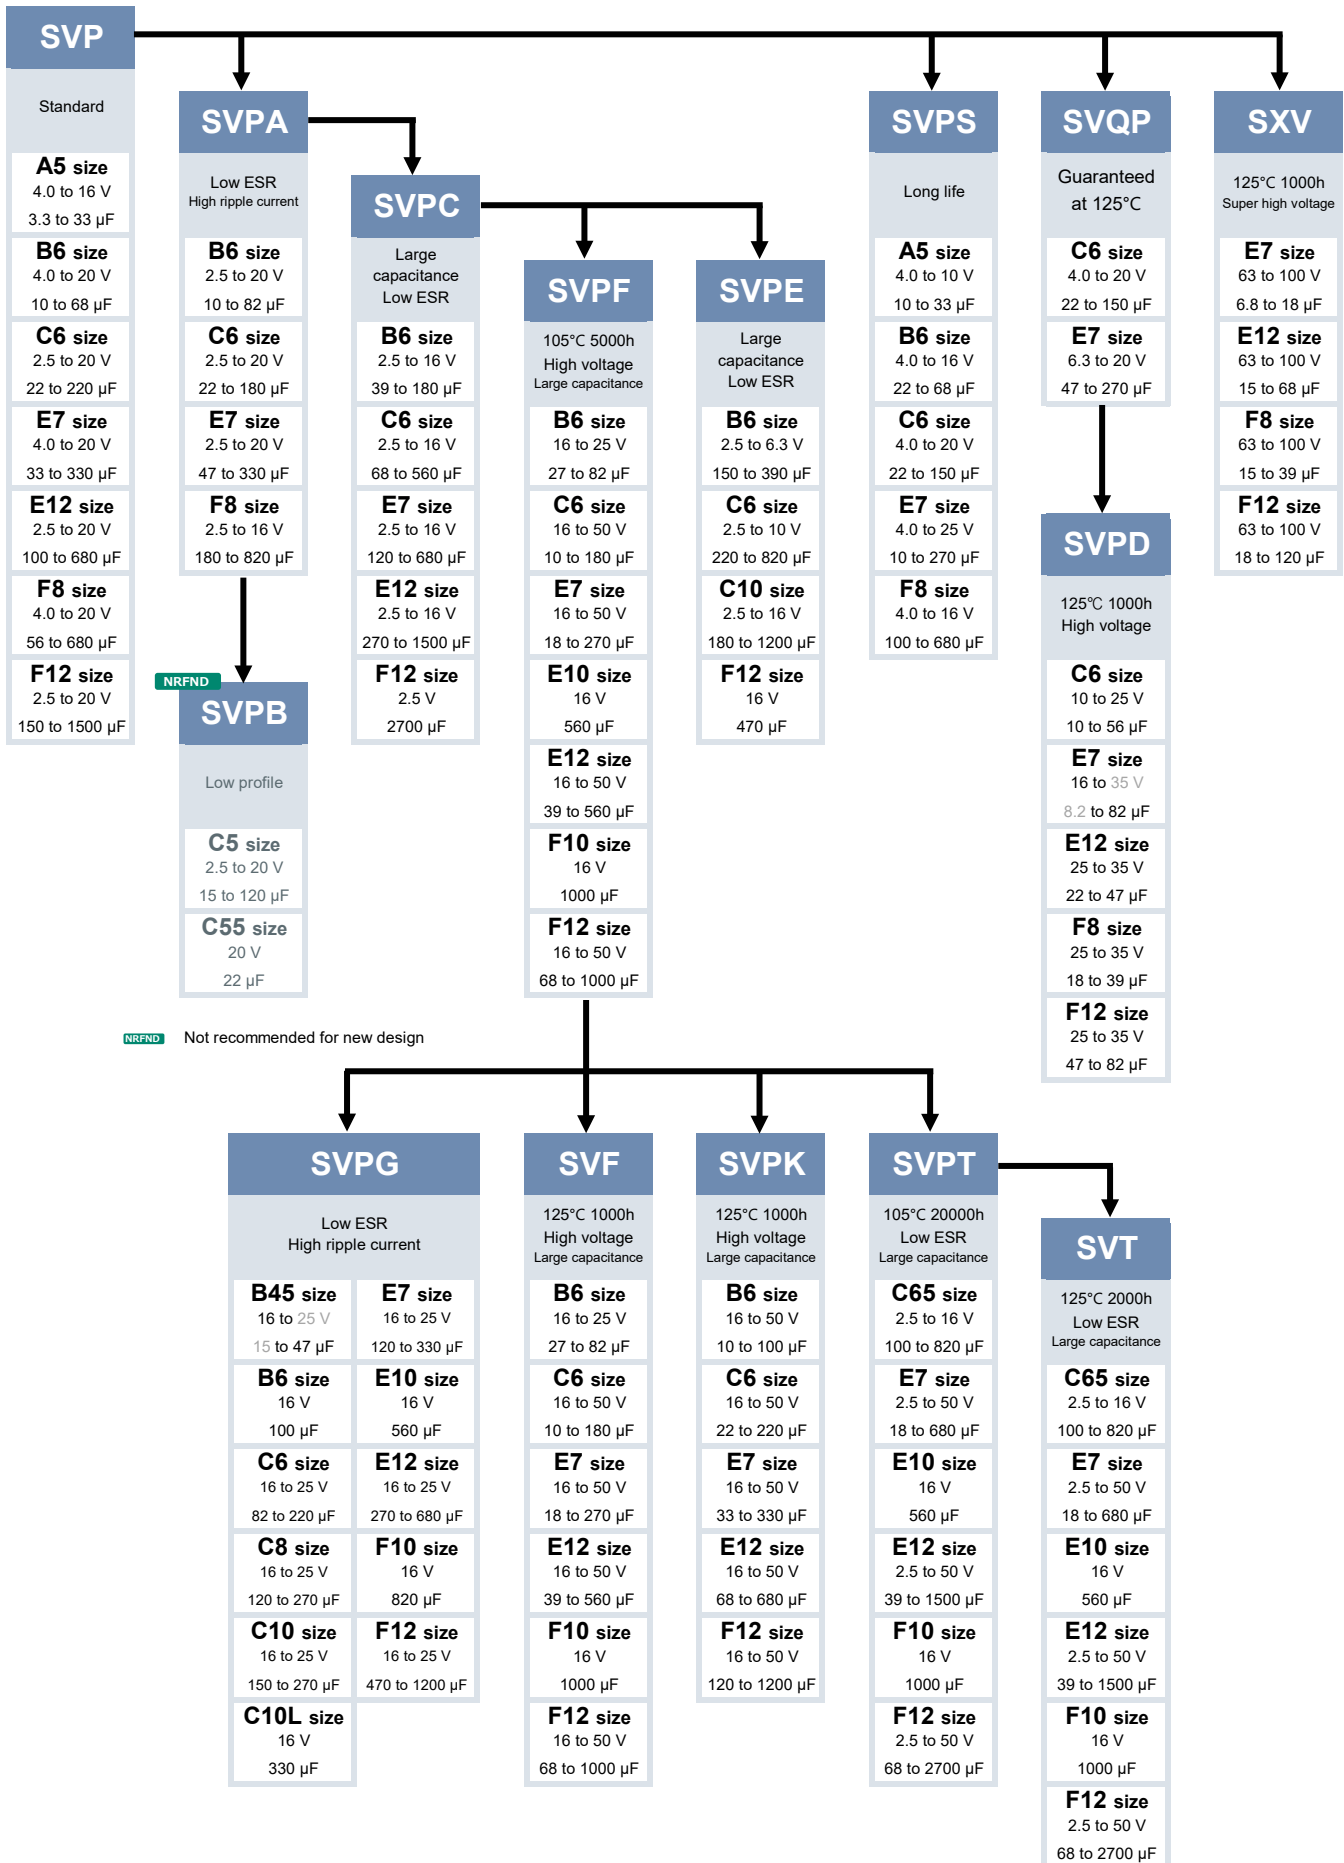 SVP
Standard
A5 size
4.0 to 16 V
3.3 to 33 µF
B6 size
4.0 to 20 V
10 to 68 µF
C6 size
2.5 to 20 V
22 to 220 µF
E7 size
4.0 to 20 V
33 to 330 µF
E12 size
2.5 to 20 V
100 to 680 µF
F8 size
4.0 to 20 V
56 to 680 µF
F12 size
2.5 to 20 V
150 to 1500 µF
SVPA
Low ESR
High ripple current
B6 size
2.5 to 20 V
10 to 82 µF
C6 size
2.5 to 20 V
22 to 180 µF
E7 size
2.5 to 20 V
47 to 330 µF
F8 size
2.5 to 16 V
180 to 820 µF
NRFND
SVPB
Low profile
C5 size
2.5 to 20 V
15 to 120 µF
C55 size
20 V
22 µF
SVPC
Large
capacitance
Low ESR
B6 size
2.5 to 16 V
39 to 180 µF
C6 size
2.5 to 16 V
68 to 560 µF
E7 size
2.5 to 16 V
120 to 680 µF
E12 size
2.5 to 16 V
270 to 1500 µF
F12 size
2.5 V
2700 µF
SVPF
105°C 5000h
High voltage
Large capacitance
B6 size
16 to 25 V
27 to 82 µF
C6 size
16 to 50 V
10 to 180 µF
E7 size
16 to 50 V
18 to 270 µF
E10 size
16 V
560 µF
E12 size
16 to 50 V
39 to 560 µF
F10 size
16 V
1000 µF
F12 size
16 to 50 V
68 to 1000 µF
SVPE
Large
capacitance
Low ESR
B6 size
2.5 to 6.3 V
150 to 390 µF
C6 size
2.5 to 10 V
220 to 820 µF
C10 size
2.5 to 16 V
180 to 1200 µF
F12 size
16 V
470 µF
SVPS
Long life
A5 size
4.0 to 10 V
10 to 33 µF
B6 size
4.0 to 16 V
22 to 68 µF
C6 size
4.0 to 20 V
22 to 150 µF
E7 size
4.0 to 25 V
10 to 270 µF
F8 size
4.0 to 16 V
100 to 680 µF
SVQP
Guaranteed
at 125°C
C6 size
4.0 to 20 V
22 to 150 µF
E7 size
6.3 to 20 V
47 to 270 µF
SVPD
125℃ 1000h
High voltage
C6 size
10 to 25 V
10 to 56 µF
E7 size
16 to 35 V
8.2 to 82 µF
E12 size
25 to 35 V
22 to 47 µF
F8 size
25 to 35 V
18 to 39 µF
F12 size
25 to 35 V
47 to 82 µF
SXV
125°C 1000h
Super high voltage
E7 size
63 to 100 V
6.8 to 18 µF
E12 size
63 to 100 V
15 to 68 µF
F8 size
63 to 100 V
15 to 39 µF
F12 size
63 to 100 V
18 to 120 µF
NRFND Not recommended for new design
SVPG
Low ESR
High ripple current
B45 size
16 to 25 V
15 to 47 µF
B6 size
16 V
100 µF
C6 size
16 to 25 V
82 to 220 µF
C8 size
16 to 25 V
120 to 270 µF
C10 size
16 to 25 V
150 to 270 µF
C10L size
16 V
330 µF
E7 size
16 to 25 V
120 to 330 µF
E10 size
16 V
560 µF
E12 size
16 to 25 V
270 to 680 µF
F10 size
16 V
820 µF
F12 size
16 to 25 V
470 to 1200 µF
SVF
125°C 1000h
High voltage
Large capacitance
B6 size
16 to 25 V
27 to 82 µF
C6 size
16 to 50 V
10 to 180 µF
E7 size
16 to 50 V
18 to 270 µF
E12 size
16 to 50 V
39 to 560 µF
F10 size
16 V
1000 µF
F12 size
16 to 50 V
68 to 1000 µF
SVPK
125°C 1000h
High voltage
Large capacitance
B6 size
16 to 50 V
10 to 100 µF
C6 size
16 to 50 V
22 to 220 µF
E7 size
16 to 50 V
33 to 330 µF
E12 size
16 to 50 V
68 to 680 µF
F12 size
16 to 50 V
120 to 1200 µF
SVPT
105°C 20000h
Low ESR
Large capacitance
C65 size
2.5 to 16 V
100 to 820 µF
E7 size
2.5 to 50 V
18 to 680 µF
E10 size
16 V
560 µF
E12 size
2.5 to 50 V
39 to 1500 µF
F10 size
16 V
1000 µF
F12 size
2.5 to 50 V
68 to 2700 µF
SVT
125°C 2000h
Low ESR
Large capacitance
C65 size
2.5 to 16 V
100 to 820 µF
E7 size
2.5 to 50 V
18 to 680 µF
E10 size
16 V
560 µF
E12 size
2.5 to 50 V
39 to 1500 µF
F10 size
16 V
1000 µF
F12 size
2.5 to 50 V
68 to 2700 µF